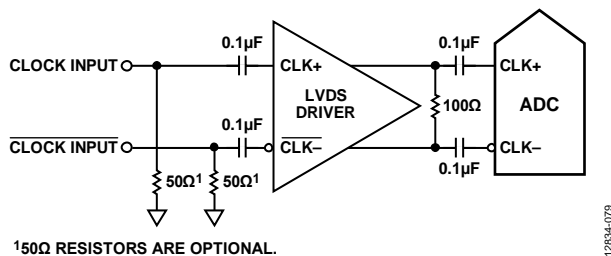 0.1µF
0.1µF
CLOCK INPUT
CLK+
CLK+
LVDS
DRIVER
100Ω
ADC
0.1µF
CLOCK INPUT
CLK–
CLK–
0.1µF
50Ω1
50Ω1
150Ω RESISTORS ARE OPTIONAL.
12834-079